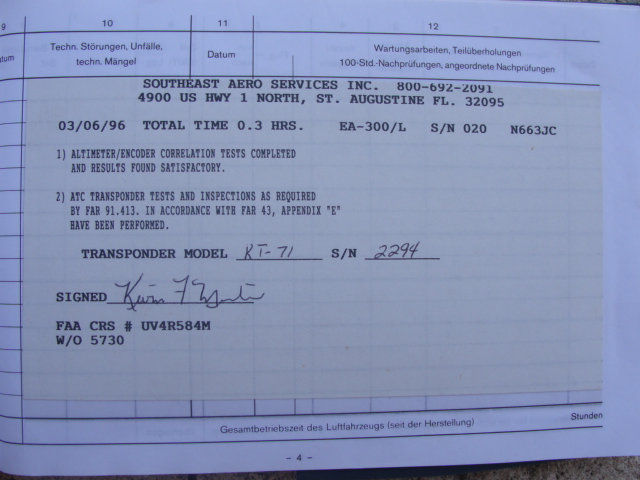 9 10 11 12
tum Techn. Störungen, Unfälle, techn. Mängel Datum Wartungsarbeiten, Teilüberholungen
100-Std.-Nachprüfungen, angeordnete Nachprüfungen
SOUTHEAST AERO SERVICES INC. 800-692-2091
4900 US HWY 1 NORTH, ST. AUGUSTINE FL. 32095
03/06/96 TOTAL TIME 0.3 HRS. EA-300/L S/N 020 N663JC
1) ALTIMETER/ENCODER CORRELATION TESTS COMPLETED
AND RESULTS FOUND SATISFACTORY.
2) ATC TRANSPONDER TESTS AND INSPECTIONS AS REQUIRED
BY FAR 91.413. IN ACCORDANCE WITH FAR 43, APPENDIX "E"
HAVE BEEN PERFORMED.
TRANSPONDER MODEL KT-71 S/N 2294
SIGNED Kevin F
FAA CRS # UV4R584M
W/O 5730
Gesamtbetriebszeit des Luftfahrzeugs (seit der Herstellung) Stunden
- 4 -